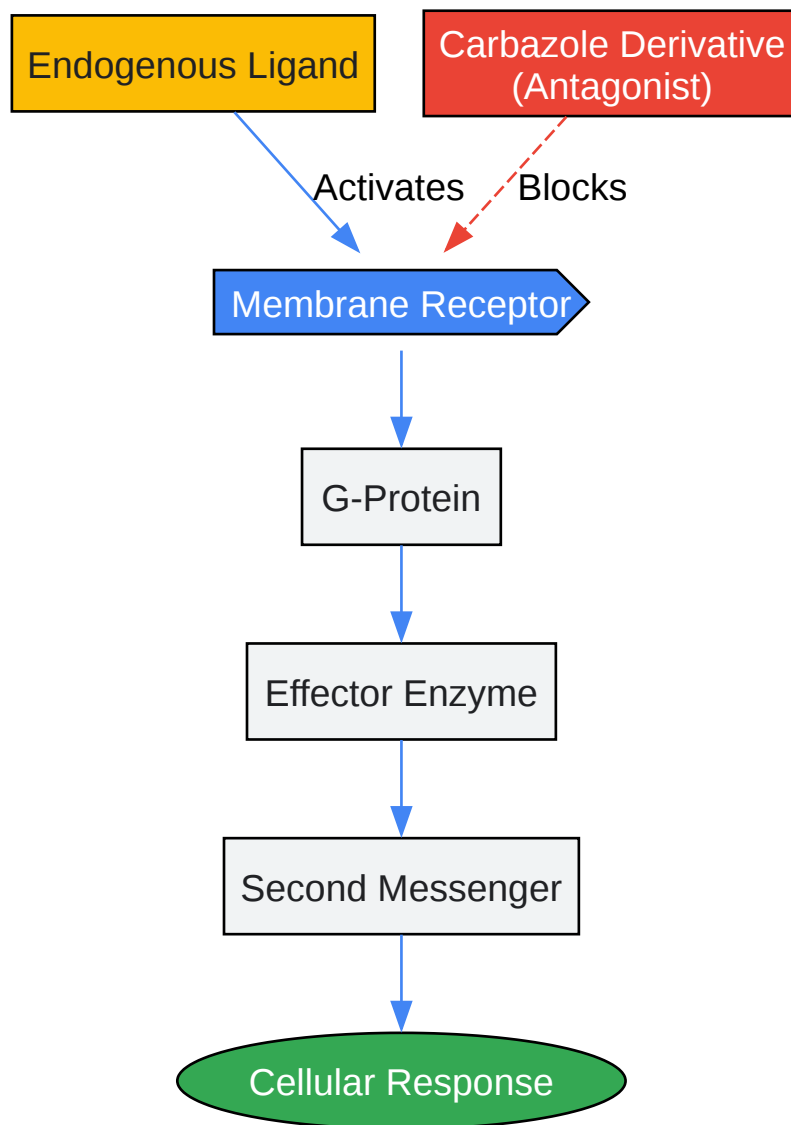 Endogenous Ligand
Carbazole Derivative
(Antagonist)
Activates
Blocks
Membrane Receptor
G-Protein
Effector Enzyme
Second Messenger
Cellular Response